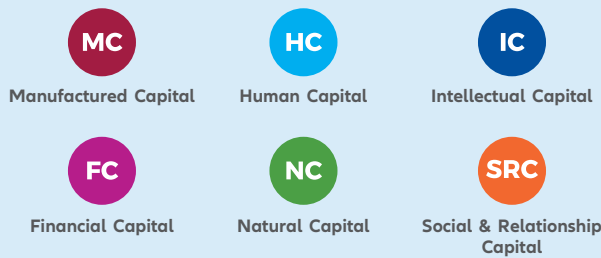 MC
HC
IC
Manufactured Capital
Human Capital
Intellectual Capital
FC
NC
SRC
Financial Capital
Natural Capital
Social & Relationship
Capital